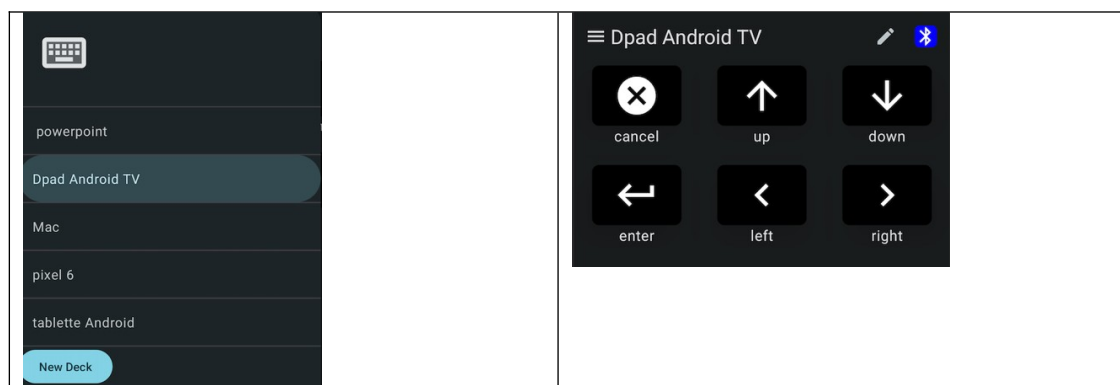 powerpoint
Dpad Android TV
Mac
pixel 6
tablette Android
New Deck
Dpad Android TV
cancel up down
enter left right